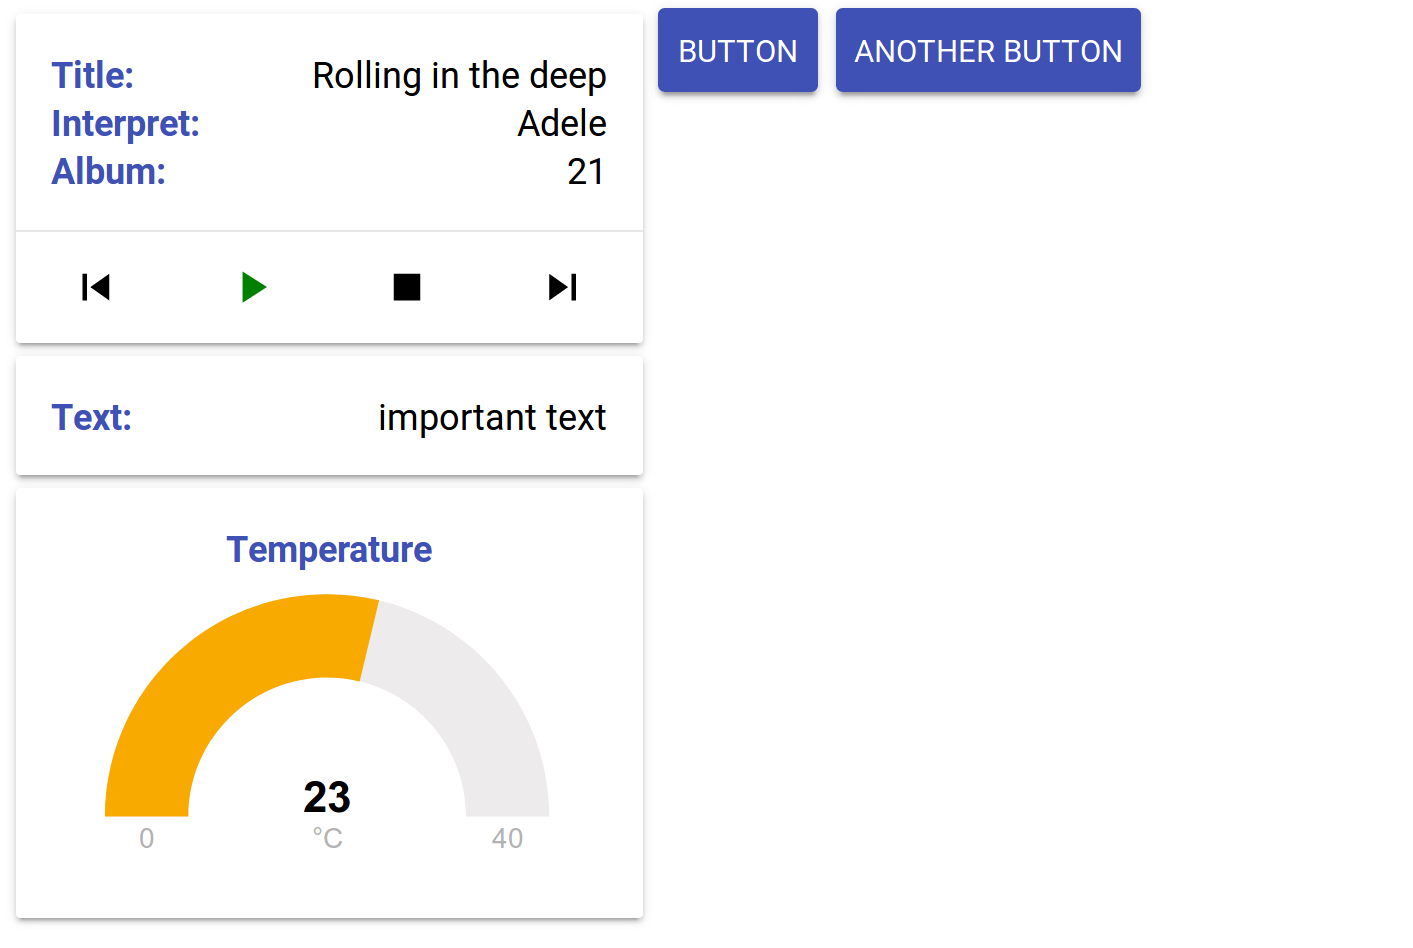 Title: Rolling in the deep
Interpret: Adele
Album: 21
Text: important text
Temperature
23
0 °C 40
BUTTON
ANOTHER BUTTON